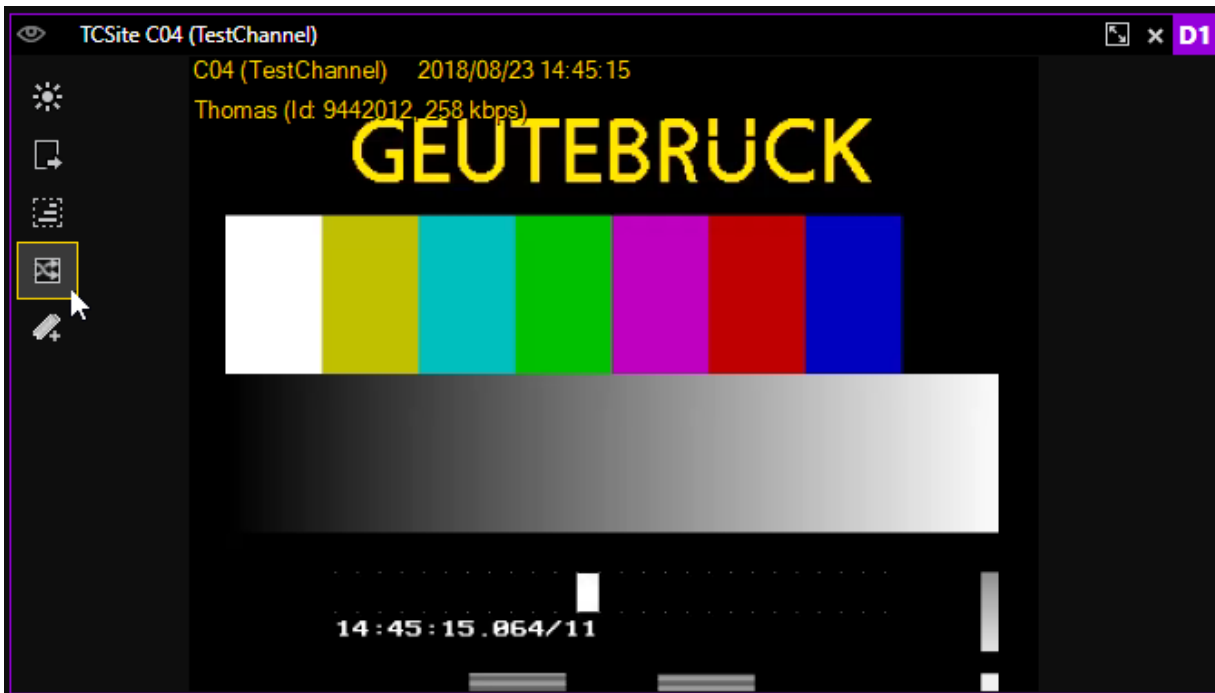 TCSite C04 (TestChannel)
D1
C04 (TestChannel) 2018/08/23 14:45:15
Thomas (Id: 9442012, 258 kbps)
GEUTEBRÜCK
14:45:15.064/11